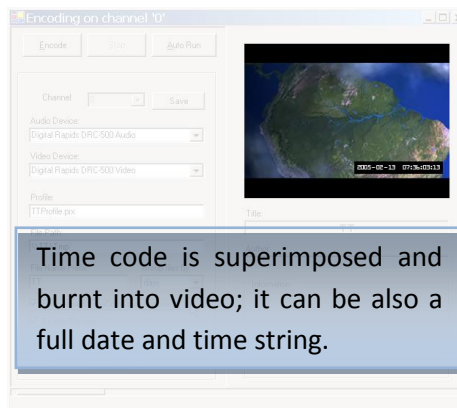 Encoding on channel '0'
Encode Stop Auto Run
Channel 0 Save
Audio Device:
Digital Rapids DRC-500 Audio
Video Device:
Digital Rapids DRC-500 Video
Profile:
TTProfile.prx
2005-02-13 07:36:03:13
Title:
Time code is superimposed and
burnt into video; it can be also a
full date and time string.